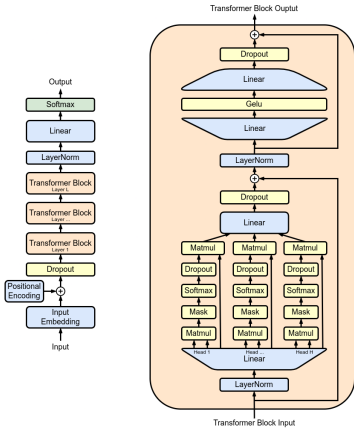 Output
Softmax
Linear
LayerNorm
Transformer Block
Layer L
Transformer Block
Layer ...
Transformer Block
Layer 1
Dropout
Positional
Encoding
Input
Embedding
Input
Transformer Block Ouptut
Dropout
Linear
Gelu
Linear
LayerNorm
Dropout
Linear
Matmul Matmul Matmul
Dropout Dropout Dropout
Softmax Softmax Softmax
Mask Mask Mask
Matmul Matmul Matmul
Head 1 Head ... Head H
Linear
LayerNorm
Transformer Block Input